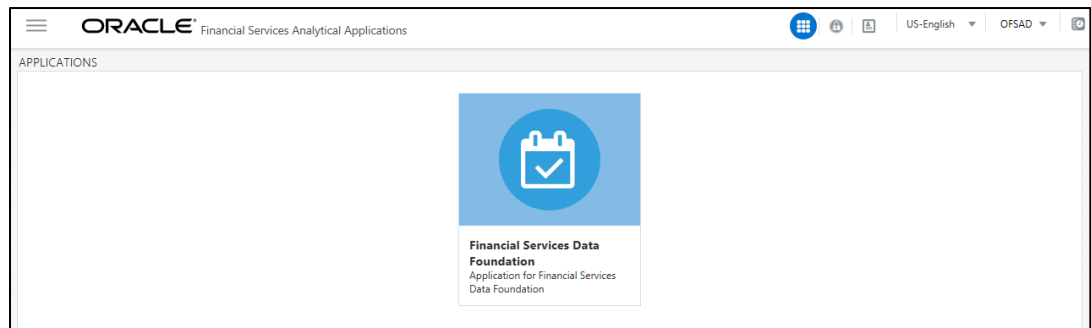 ORACLE® Financial Services Analytical Applications US-English OFSAD
APPLICATIONS
Financial Services Data
Foundation
Application for Financial Services
Data Foundation